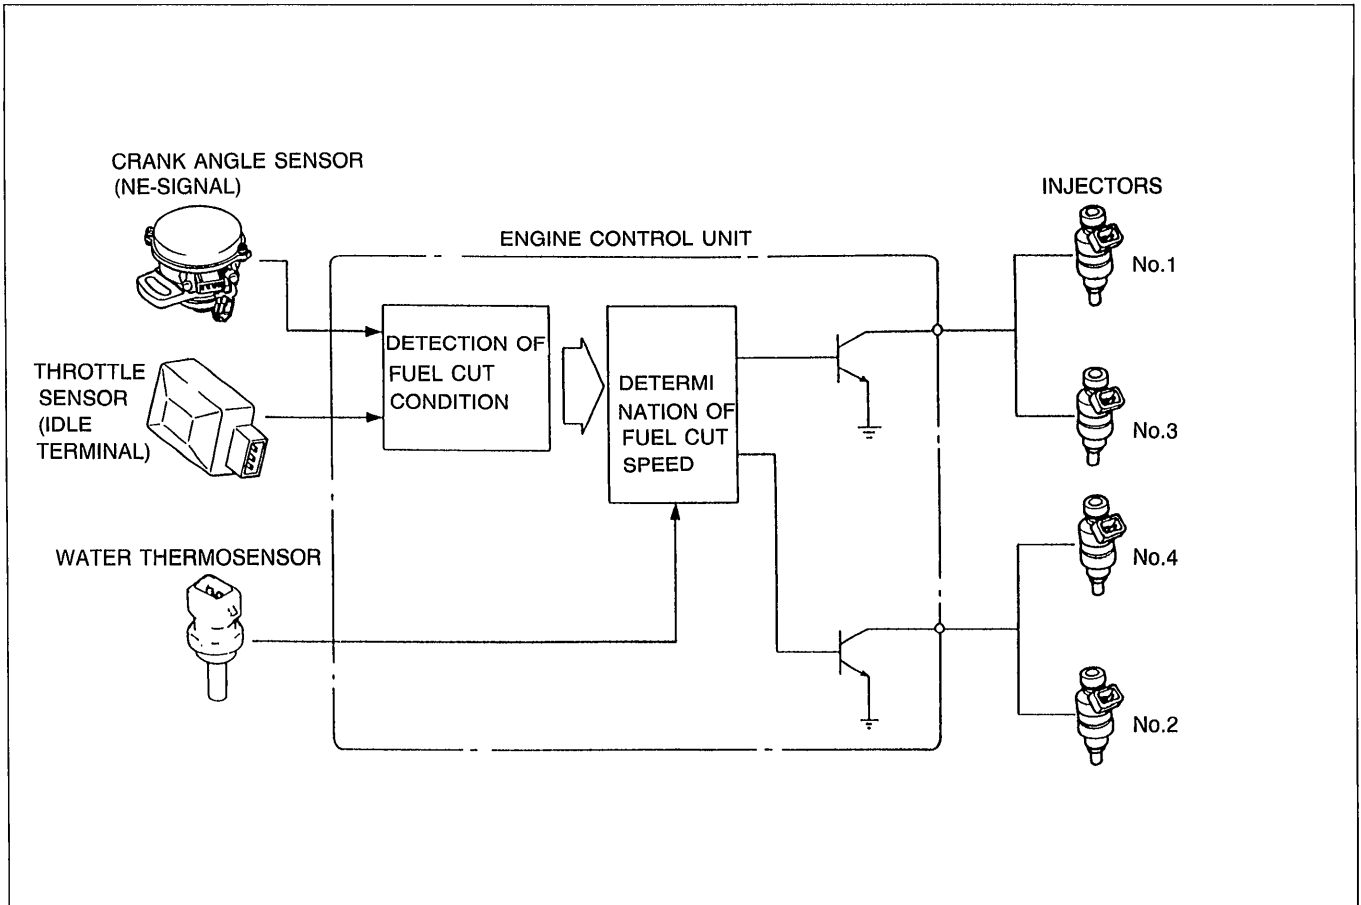 CRANK ANGLE SENSOR
(NE-SIGNAL)
INJECTORS
ENGINE CONTROL UNIT
No.1
DETECTION OF
FUEL CUT
CONDITION
THROTTLE
SENSOR
(IDLE
TERMINAL)
DETERMI
NATION OF
FUEL CUT
SPEED
No.3
WATER THERMOSENSOR
No.4
No.2